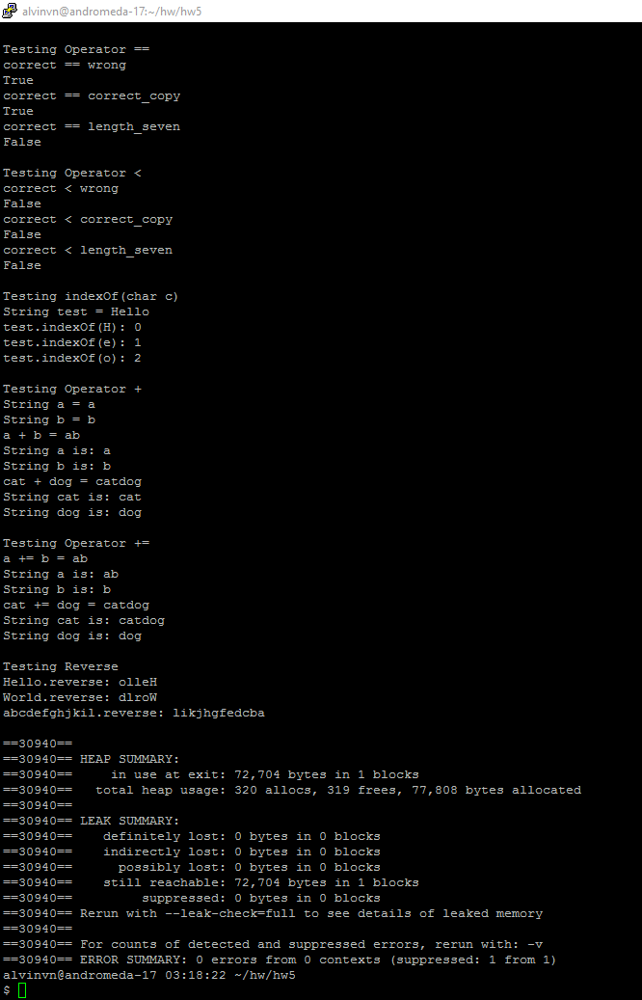 alvinvn@andromeda-17:~/hw/hw5
Testing Operator ==
correct == wrong
True
correct == correct_copy
True
correct == length_seven
False
Testing Operator <
correct < wrong
False
correct < correct_copy
False
correct < length_seven
False
Testing indexOf(char c)
String test = Hello
test.indexOf(H): 0
test.indexOf(e): 1
test.indexOf(o): 2
Testing Operator +
String a = a
String b = b
a + b = ab
String a is: a
String b is: b
cat + dog = catdog
String cat is: cat
String dog is: dog
Testing Operator +=
a += b = ab
String a is: ab
String b is: b
cat += dog = catdog
String cat is: catdog
String dog is: dog
Testing Reverse
Hello.reverse: olleH
World.reverse: dlroW
abcdefghjkil.reverse: likjhgfedcba
==30940==
==30940== HEAP SUMMARY:
==30940==     in use at exit: 72,704 bytes in 1 blocks
==30940==   total heap usage: 320 allocs, 319 frees, 77,808 bytes allocated
==30940==
==30940== LEAK SUMMARY:
==30940==    definitely lost: 0 bytes in 0 blocks
==30940==    indirectly lost: 0 bytes in 0 blocks
==30940==      possibly lost: 0 bytes in 0 blocks
==30940==    still reachable: 72,704 bytes in 1 blocks
==30940==         suppressed: 0 bytes in 0 blocks
==30940== Rerun with --leak-check=full to see details of leaked memory
==30940==
==30940== For counts of detected and suppressed errors, rerun with: -v
==30940== ERROR SUMMARY: 0 errors from 0 contexts (suppressed: 1 from 1)
alvinvn@andromeda-17 03:18:22 ~/hw/hw5
$